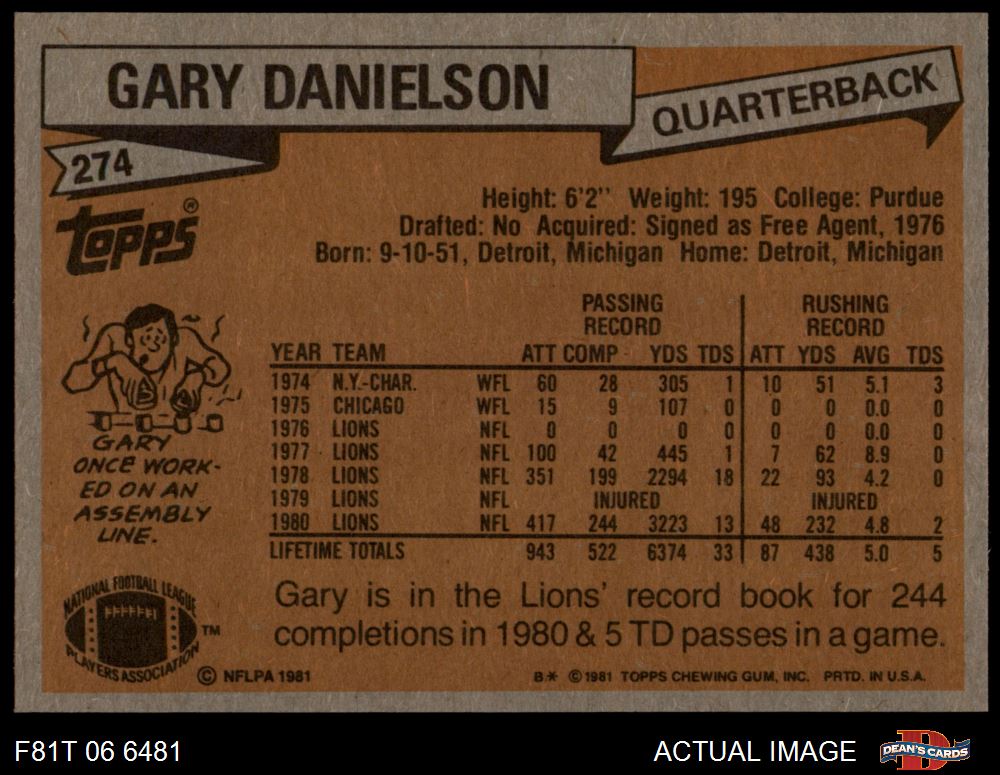 GARY DANIELSON
QUARTERBACK
274
Topps®
Height: 6'2'' Weight: 195 College: Purdue
Drafted: No Acquired: Signed as Free Agent, 1976
Born: 9-10-51, Detroit, Michigan Home: Detroit, Michigan
PASSING RUSHING
RECORD RECORD
YEAR TEAM ATT COMP YDS TDS ATT YDS AVG TDS
1974 N.Y.-CHAR. WFL 60 28 305 1 10 51 5.1 3
1975 CHICAGO WFL 15 9 107 0 0 0 0.0 0
1976 LIONS NFL 0 0 0 0 0 0 0.0 0
1977 LIONS NFL 100 42 445 1 7 62 8.9 0
1978 LIONS NFL 351 199 2294 18 22 93 4.2 0
1979 LIONS NFL INJURED INJURED
1980 LIONS NFL 417 244 3223 13 48 232 4.8 2
LIFETIME TOTALS 943 522 6374 33 87 438 5.0 5
GARY
ONCE WORK-
ED ON AN
ASSEMBLY
LINE.
Gary is in the Lions' record book for 244
completions in 1980 & 5 TD passes in a game.
NATIONAL FOOTBALL LEAGUE
PLAYERS ASSOCIATION
TM
© NFLPA 1981
B* © 1981 TOPPS CHEWING GUM, INC. PRTD. IN U.S.A.
F81T 06 6481
ACTUAL IMAGE
D
DEAN'S CARDS